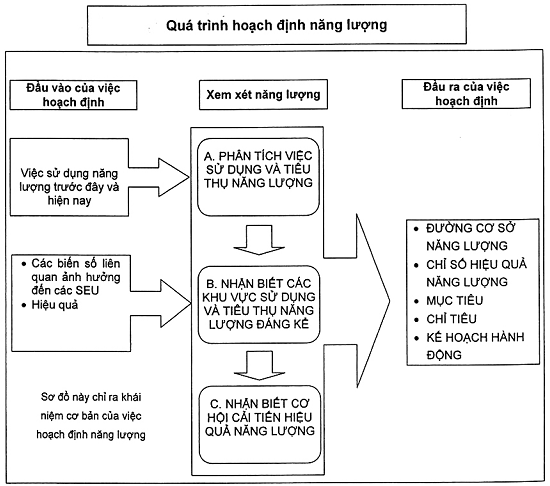 Quá trình hoạch định năng lượng
Đầu vào của việc
hoạch định
Xem xét năng lượng
Đầu ra của việc
hoạch định
Việc sử dụng năng
lượng trước đây và
hiện nay
A. PHÂN TÍCH VIỆC
SỬ DỤNG VÀ TIÊU
THỤ NĂNG LƯỢNG
• Các biến số liên
quan ảnh hưởng
đến các SEU
• Hiệu quả
B. NHẬN BIẾT CÁC
KHU VỰC SỬ DỤNG
VÀ TIÊU THỤ NĂNG
LƯỢNG ĐÁNG KỂ
C. NHẬN BIẾT CƠ
HỘI CẢI TIẾN HIỆU
QUẢ NĂNG LƯỢNG
• ĐƯỜNG CƠ SỞ
NĂNG LƯỢNG
• CHỈ SỐ HIỆU QUẢ
NĂNG LƯỢNG
• MỤC TIÊU
• CHỈ TIÊU
• KẾ HOẠCH HÀNH
ĐỘNG
Sơ đồ này chỉ ra khái
niệm cơ bản của việc
hoạch định năng lượng